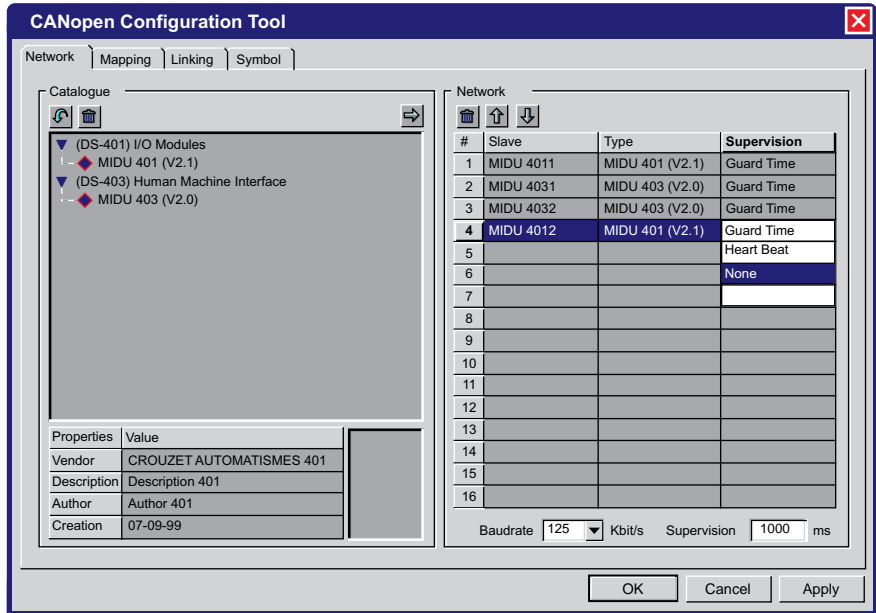 CANopen Configuration Tool
Network Mapping Linking Symbol
Catalogue
(DS-401) I/O Modules
MIDU 401 (V2.1)
(DS-403) Human Machine Interface
MIDU 403 (V2.0)
Properties Value
Vendor CROUZET AUTOMATISMES 401
Description Description 401
Author Author 401
Creation 07-09-99
Network
# Slave Type Supervision
1 MIDU 4011 MIDU 401 (V2.1) Guard Time
2 MIDU 4031 MIDU 403 (V2.0) Guard Time
3 MIDU 4032 MIDU 403 (V2.0) Guard Time
4 MIDU 4012 MIDU 401 (V2.1) Guard Time
5 Heart Beat
6 None
7
8
9
10
11
12
13
14
15
16
Baudrate 125 Kbit/s Supervision 1000 ms
OK Cancel Apply